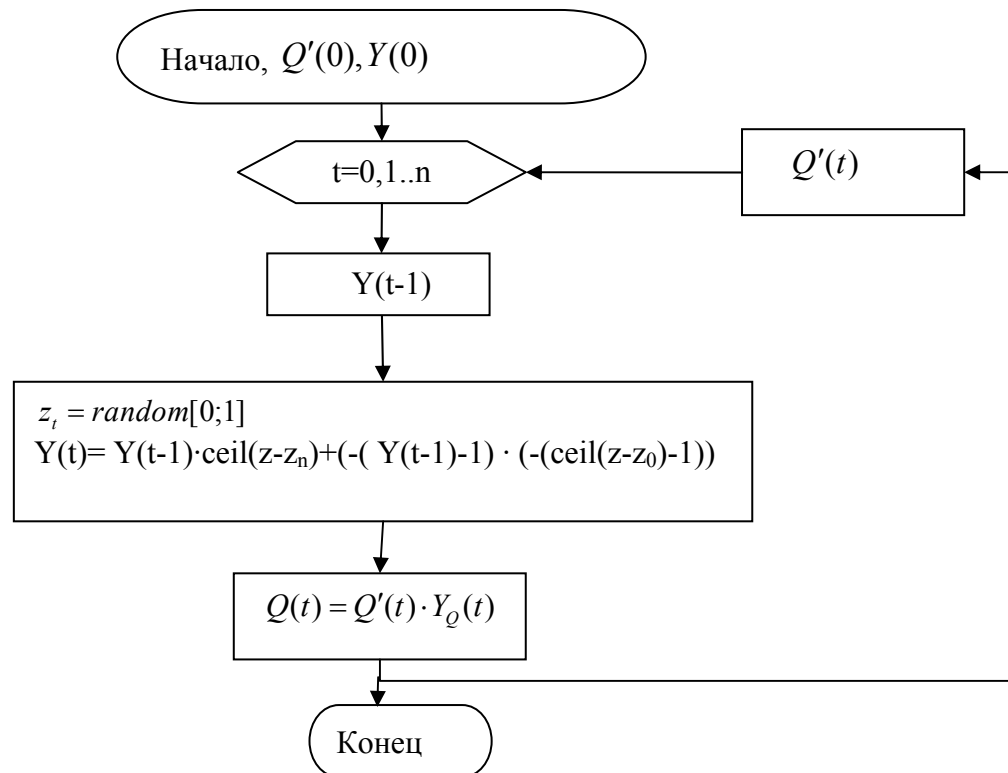 Начало, Q′(0),Y(0)
t=0,1..n
Q′(t)
Y(t-1)
z_t = random[0;1]
Y(t)= Y(t-1)·ceil(z-z_n)+(-( Y(t-1)-1) · (-(ceil(z-z_0)-1))
Q(t) = Q′(t)·Y_Q(t)
Конец